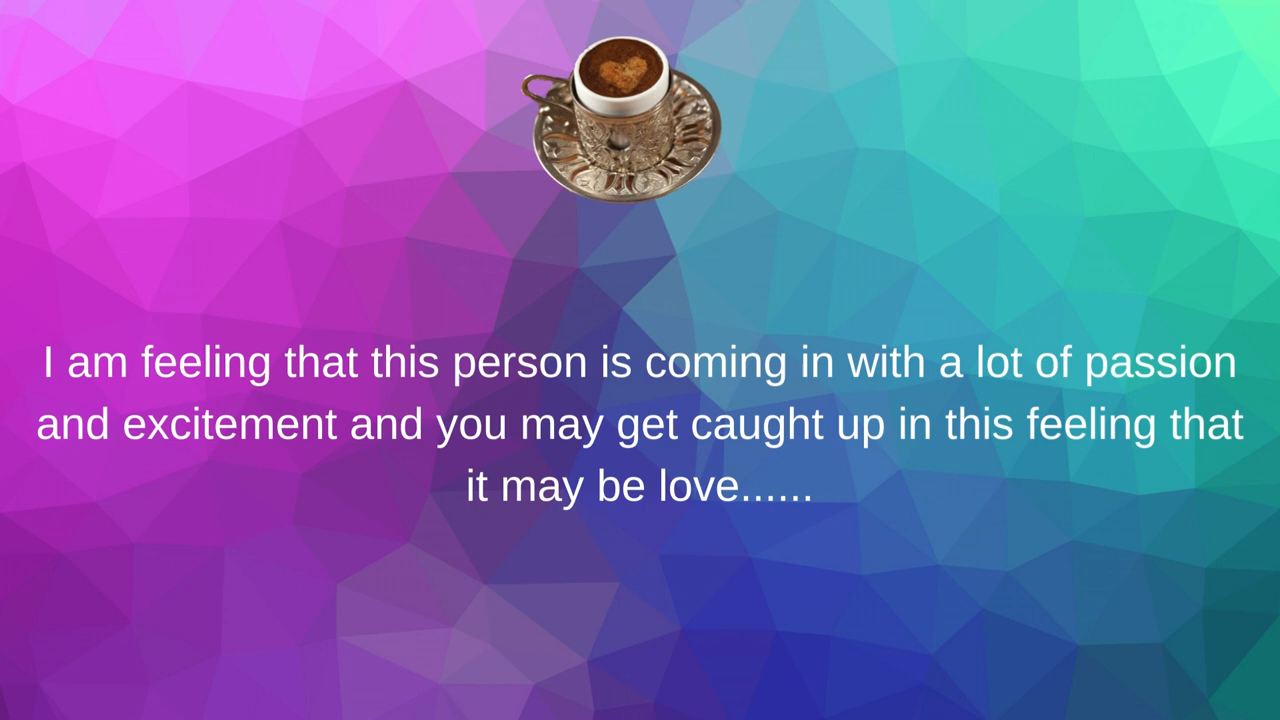 I am feeling that this person is coming in with a lot of passion
and excitement and you may get caught up in this feeling that
it may be love......